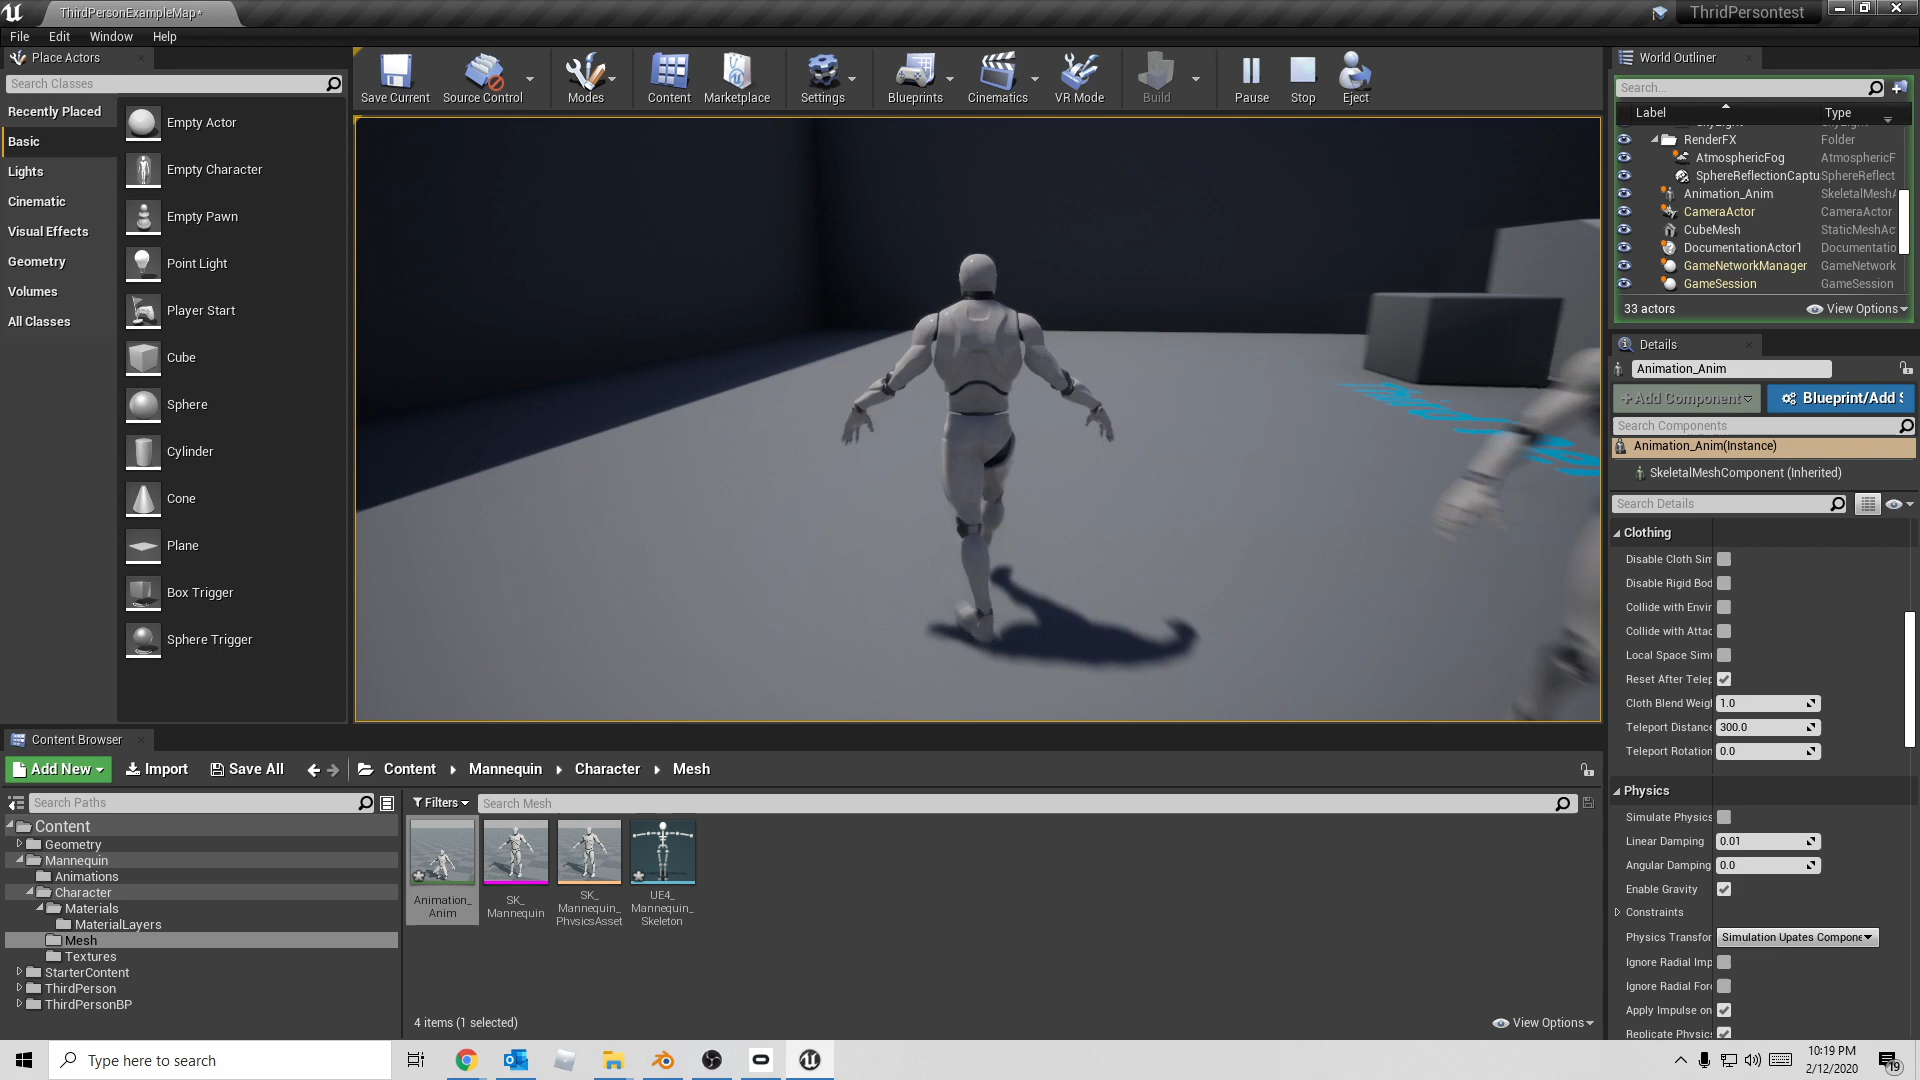 ThirdPersonExampleMap*
ThridPersontest
File Edit Window Help
Place Actors
Search Classes
Recently Placed
Basic
Lights
Cinematic
Visual Effects
Geometry
Volumes
All Classes
Empty Actor
Empty Character
Empty Pawn
Point Light
Player Start
Cube
Sphere
Cylinder
Cone
Plane
Box Trigger
Sphere Trigger
Save Current Source Control Modes Content Marketplace Settings Blueprints Cinematics VR Mode Build Pause Stop Eject
World Outliner
Search...
Label Type
RenderFX Folder
AtmosphericFog AtmosphericF
SphereReflectionCaptu SphereReflect
Animation_Anim SkeletalMeshA
CameraActor CameraActor
CubeMesh StaticMeshAc
DocumentationActor1 Documentatio
GameNetworkManager GameNetwork
GameSession GameSession
33 actors View Options
Details
Animation_Anim
+Add Component Blueprint/Add S
Search Components
Animation_Anim(Instance)
SkeletalMeshComponent (Inherited)
Search Details
Clothing
Disable Cloth Sim
Disable Rigid Bod
Collide with Envir
Collide with Attac
Local Space Simu
Reset After Telep
Cloth Blend Weigh 1.0
Teleport Distance 300.0
Teleport Rotation 0.0
Physics
Simulate Physics
Linear Damping 0.01
Angular Damping 0.0
Enable Gravity
Constraints
Physics Transfor Simulation Upates Compone
Ignore Radial Imp
Ignore Radial Forc
Apply Impulse on
Replicate Physic
Content Browser
Add New Import Save All Content Mannequin Character Mesh
Search Paths
Filters Search Mesh
Content
Geometry
Mannequin
Animations
Character
Materials
MaterialLayers
Mesh
Textures
StarterContent
ThirdPerson
ThirdPersonBP
Animation_
Anim
SK_
Mannequin
SK_
Mannequin_
PhysicsAsset
UE4_
Mannequin_
Skeleton
4 items (1 selected) View Options
Type here to search
10:19 PM
2/12/2020
19